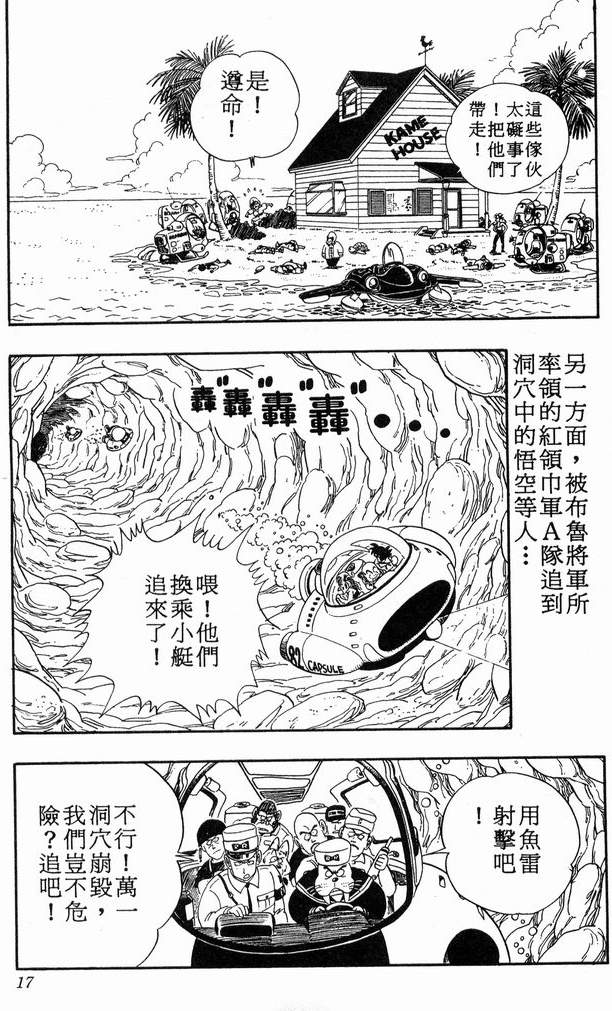 這些傢伙
太礙事了
！把他們
帶走！
是！
遵命！
KAME
HOUSE
另一方面，被布魯將軍所
率領的紅領巾軍A隊追到
洞穴中的悟空等人…
轟轟轟轟...
喂！他們
換乘小艇
追來了！
82
CAPSULE
用魚雷
射擊吧
！
不行！萬一
洞穴崩毀，
我們豈不危
險？追吧！
17